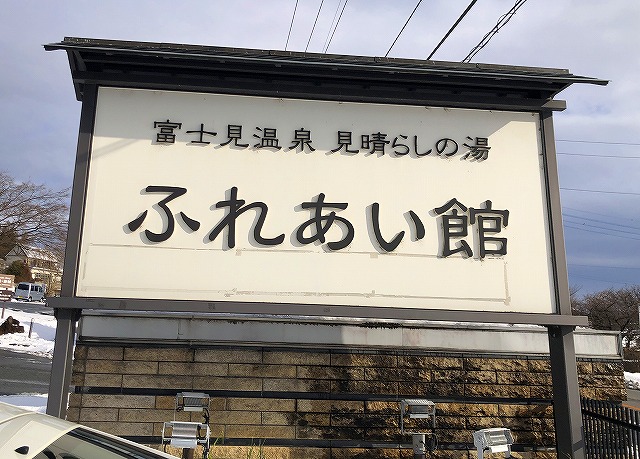 富士見温泉 見晴らしの湯
ふれあい館